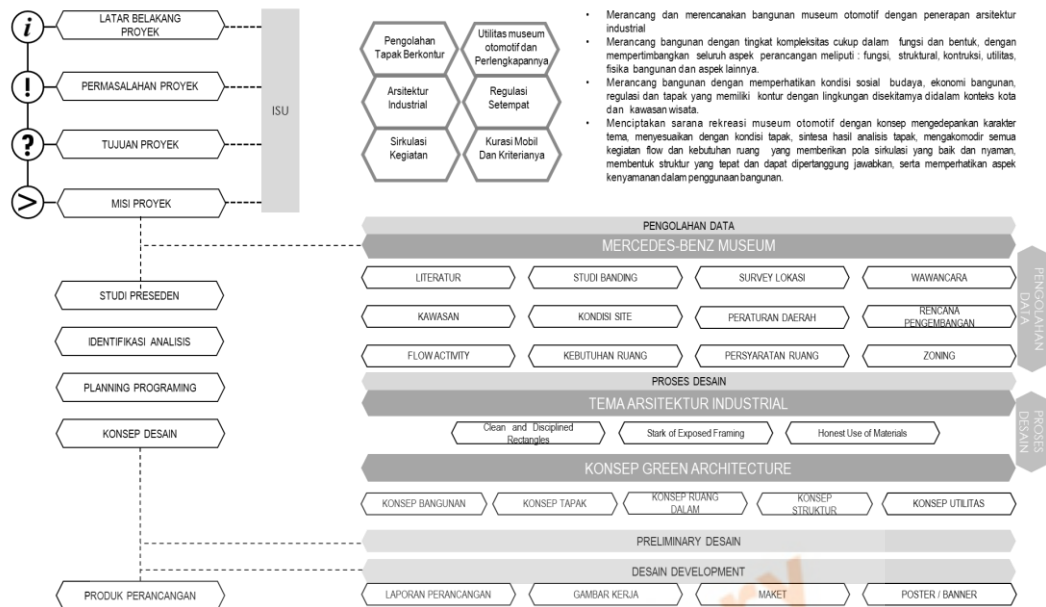 i
LATAR BELAKANG
PROYEK
!
PERMASALAHAN PROYEK
?
TUJUAN PROYEK
>
MISI PROYEK
ISU
Pengolahan
Tapak Berkontur
Utilitas museum
otomotif dan
Perlengkapannya
Arsitektur
Industrial
Regulasi
Setempat
Sirkulasi
Kegiatan
Kurasi Mobil
Dan Kriterianya
• Merancang dan merencanakan bangunan museum otomotif dengan penerapan arsitektur
industrial
• Merancang bangunan dengan tingkat kompleksitas cukup dalam fungsi dan bentuk, dengan
mempertimbangkan seluruh aspek perancangan meliputi : fungsi, struktural, kontruksi, utilitas,
fisika bangunan dan aspek lainnya.
• Merancang bangunan dengan memperhatikan kondisi sosial budaya, ekonomi bangunan,
regulasi dan tapak yang memiliki kontur dengan lingkungan disekitarnya didalam konteks kota
dan kawasan wisata.
• Menciptakan sarana rekreasi museum otomotif dengan konsep mengedepankan karakter
tema, menyesuaikan dengan kondisi tapak, sintesa hasil analisis tapak, mengakomodir semua
kegiatan flow dan kebutuhan ruang yang memberikan pola sirkulasi yang baik dan nyaman,
membentuk struktur yang tepat dan dapat dipertanggung jawabkan, serta memperhatikan aspek
kenyamanan dalam penggunaan bangunan.
STUDI PRESEDEN
IDENTIFIKASI ANALISIS
PLANNING PROGRAMING
KONSEP DESAIN
PRODUK PERANCANGAN
PENGOLAHAN DATA
MERCEDES-BENZ MUSEUM
LITERATUR
STUDI BANDING
SURVEY LOKASI
WAWANCARA
KAWASAN
KONDISI SITE
PERATURAN DAERAH
RENCANA
PENGEMBANGAN
FLOW ACTIVITY
KEBUTUHAN RUANG
PERSYARATAN RUANG
ZONING
PENGOLAHAN
DATA
PROSES DESAIN
TEMA ARSITEKTUR INDUSTRIAL
Clean and Disciplined
Rectangles
Stark of Exposed Framing
Honest Use of Materials
PROSES
DESAIN
KONSEP GREEN ARCHITECTURE
KONSEP BANGUNAN
KONSEP TAPAK
KONSEP RUANG
DALAM
KONSEP
STRUKTUR
KONSEP UTILITAS
PRELIMINARY DESAIN
DESAIN DEVELOPMENT
LAPORAN PERANCANGAN
GAMBAR KERJA
MAKET
POSTER / BANNER